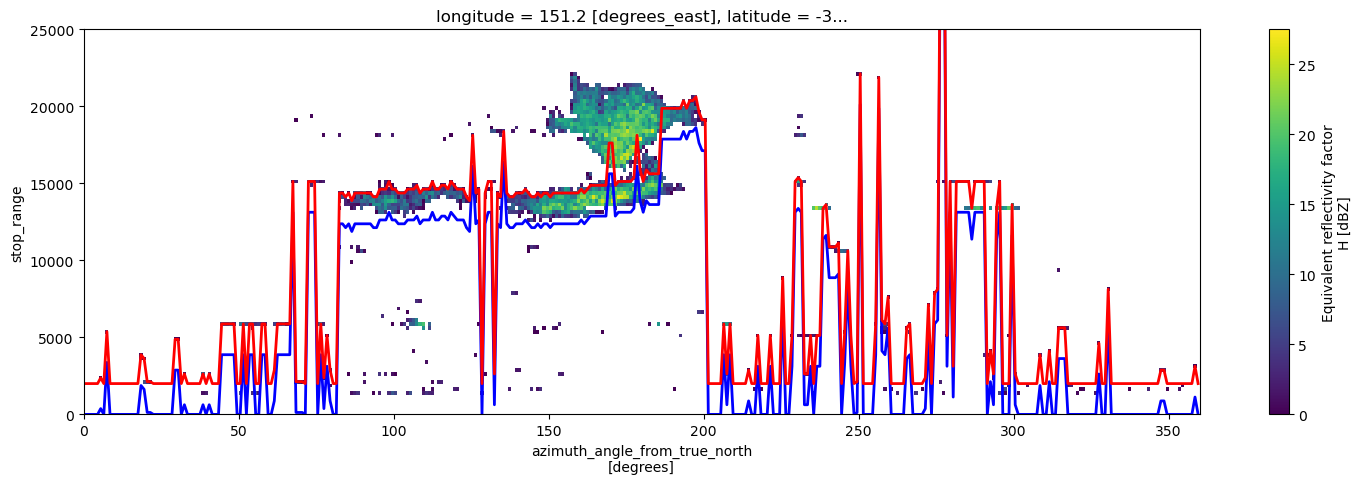 longitude = 151.2 [degrees_east], latitude = -3...
25000
20000
15000
10000
5000
0
stop_range
0 50 100 150 200 250 300 350
azimuth_angle_from_true_north
[degrees]
25
20
15
10
5
0
Equivalent reflectivity factor
H [dBZ]